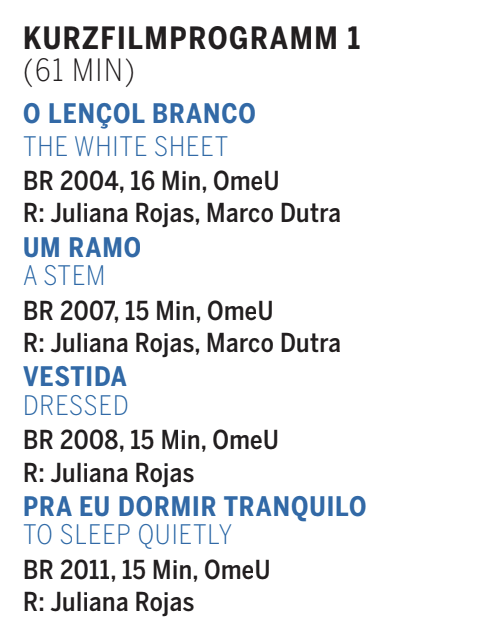 KURZFILMPROGRAMM 1
(61 MIN)
O LENÇOL BRANCO
THE WHITE SHEET
BR 2004, 16 Min, OmeU
R: Juliana Rojas, Marco Dutra
UM RAMO
A STEM
BR 2007, 15 Min, OmeU
R: Juliana Rojas, Marco Dutra
VESTIDA
DRESSED
BR 2008, 15 Min, OmeU
R: Juliana Rojas
PRA EU DORMIR TRANQUILO
TO SLEEP QUIETLY
BR 2011, 15 Min, OmeU
R: Juliana Rojas